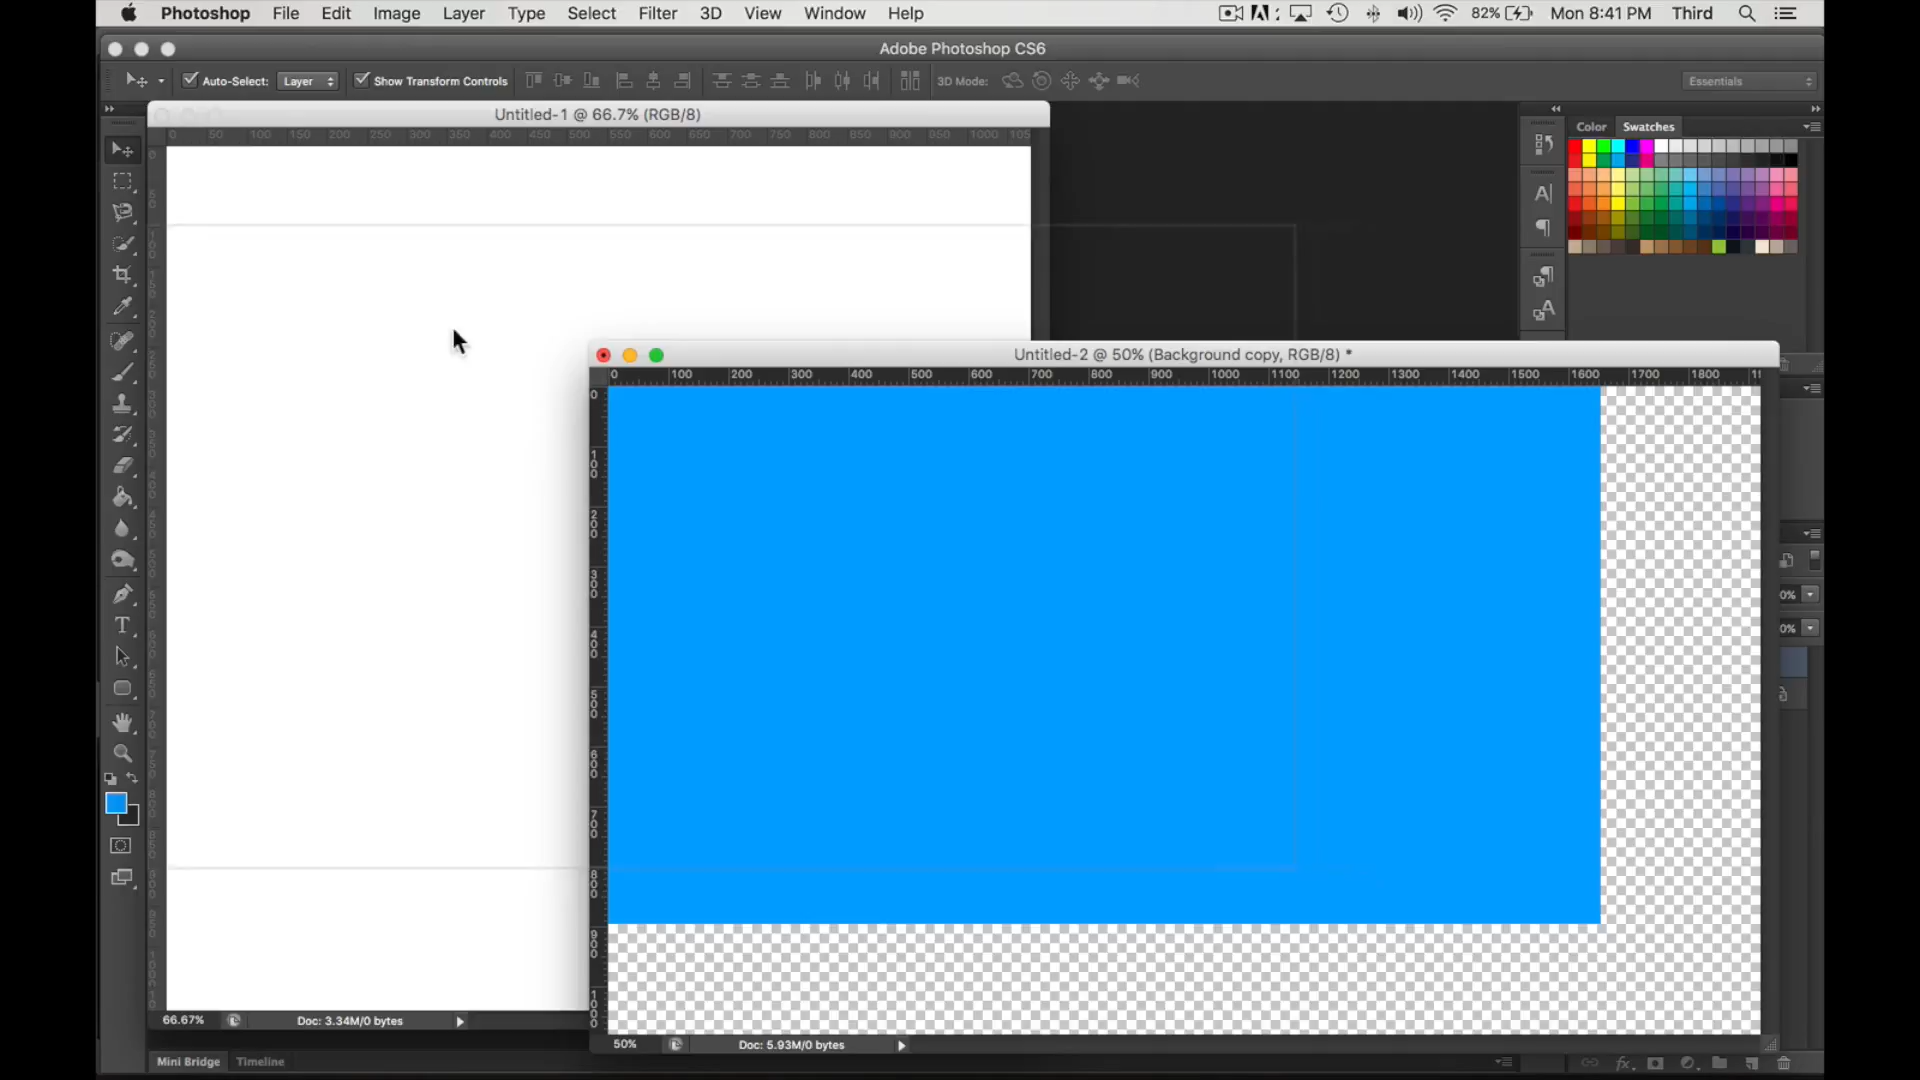 Photoshop File Edit Image Layer Type Select Filter 3D View Window Help 82% Mon 8:41 PM Third
Adobe Photoshop CS6
Auto-Select: Layer Show Transform Controls 3D Mode: Essentials
Untitled-1 @ 66.7% (RGB/8)
0 50 100 150 200 250 300 350 400 450 500 550 600 650 700 750 800 850 900 950 1000 105
Color Swatches
Untitled-2 @ 50% (Background copy, RGB/8) *
0 100 200 300 400 500 600 700 800 900 1000 1100 1200 1300 1400 1500 1600 1700 1800
0%
0%
66.67% Doc: 3.34M/0 bytes
50% Doc: 5.93M/0 bytes
Mini Bridge Timeline